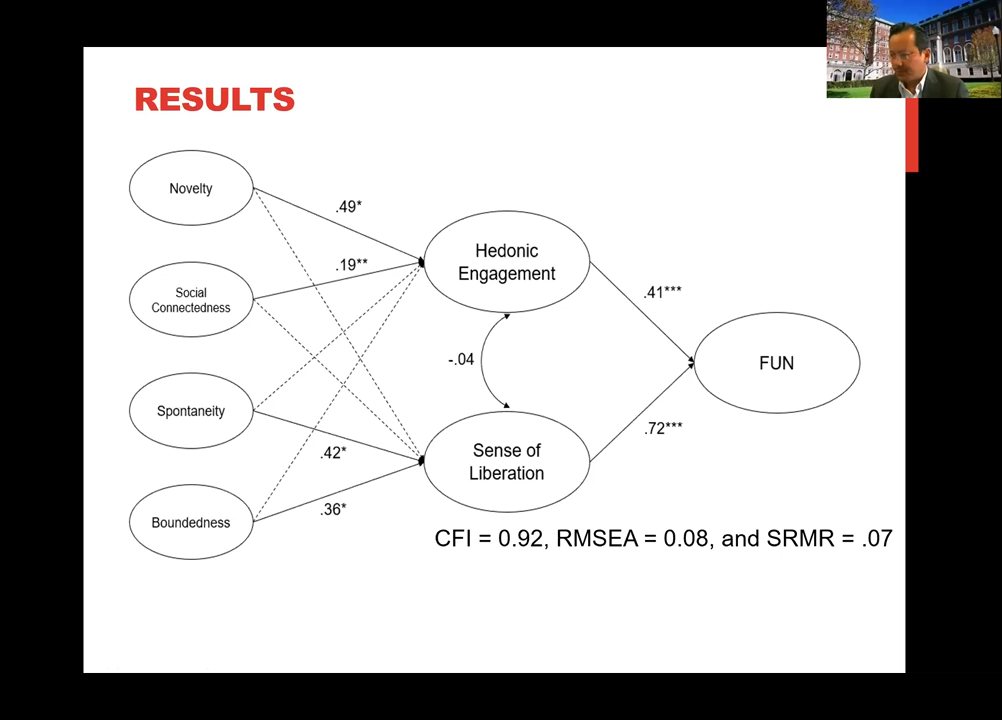 RESULTS
Novelty
.49*
.19**
Social
Connectedness
Hedonic
Engagement
.41***
-.04
FUN
Spontaneity
.42*
Sense of
Liberation
.72***
.36*
Boundedness
CFI = 0.92, RMSEA = 0.08, and SRMR = .07